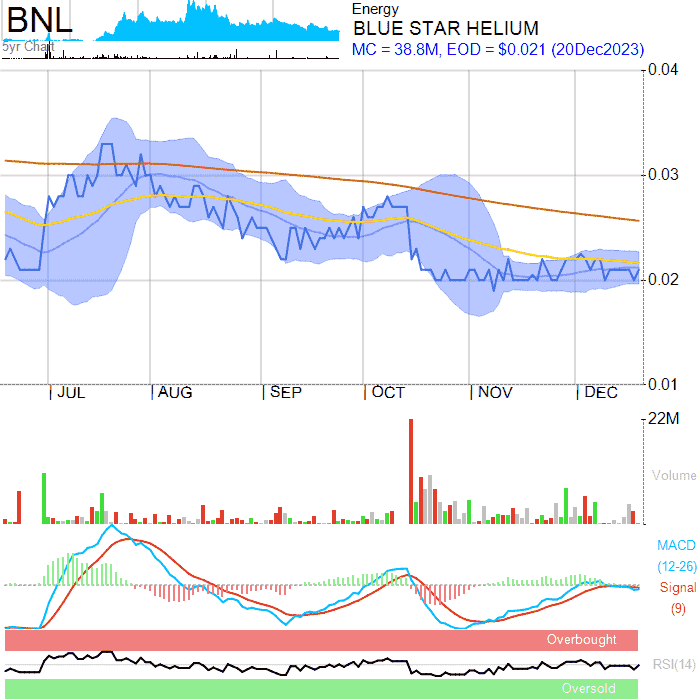 BNL
5yr Chart
Energy
BLUE STAR HELIUM
MC = 38.8M, EOD = $0.021 (20Dec2023)
0.04
0.03
0.02
0.01
JUL AUG SEP OCT NOV DEC
22M
Volume
MACD
(12-26)
Signal
(9)
Overbought
RSI(14)
Oversold